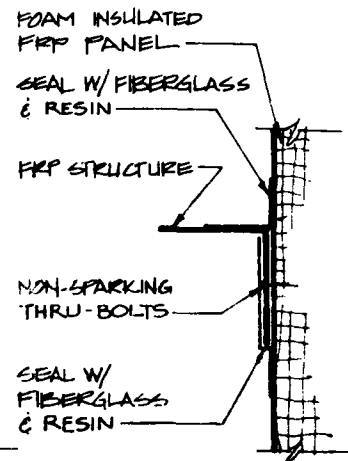 FOAM INSULATED
FRP PANEL
SEAL W/ FIBERGLASS
& RESIN
FRP STRUCTURE
NON-SPARKING
THRU-BOLTS
SEAL W/
FIBERGLASS
& RESIN